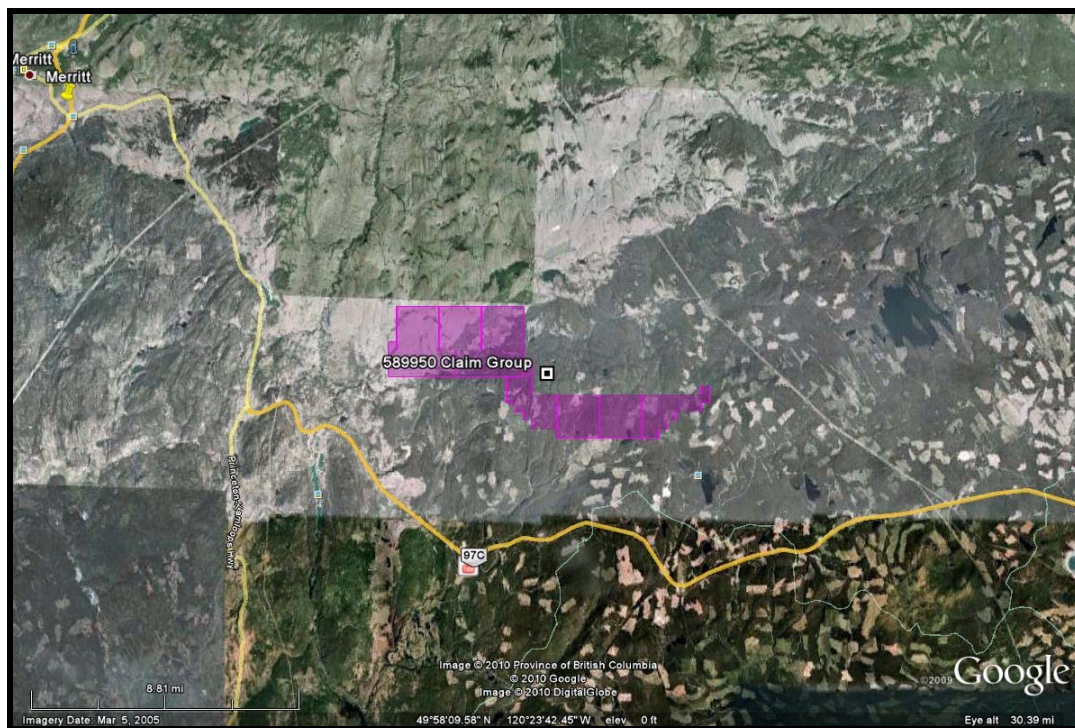 Merritt
Merritt
589950 Claim Group
Princeton-Kamloops Hwy
97C
Image © 2010 Province of British Columbia
© 2010 Google
Image © 2010 DigitalGlobe
©2009 Google
8.81 mi
Imagery Date: Mar 5, 2005
49°58'09.58" N 120°23'42.45" W elev 0 ft
Eye alt 30.39 mi